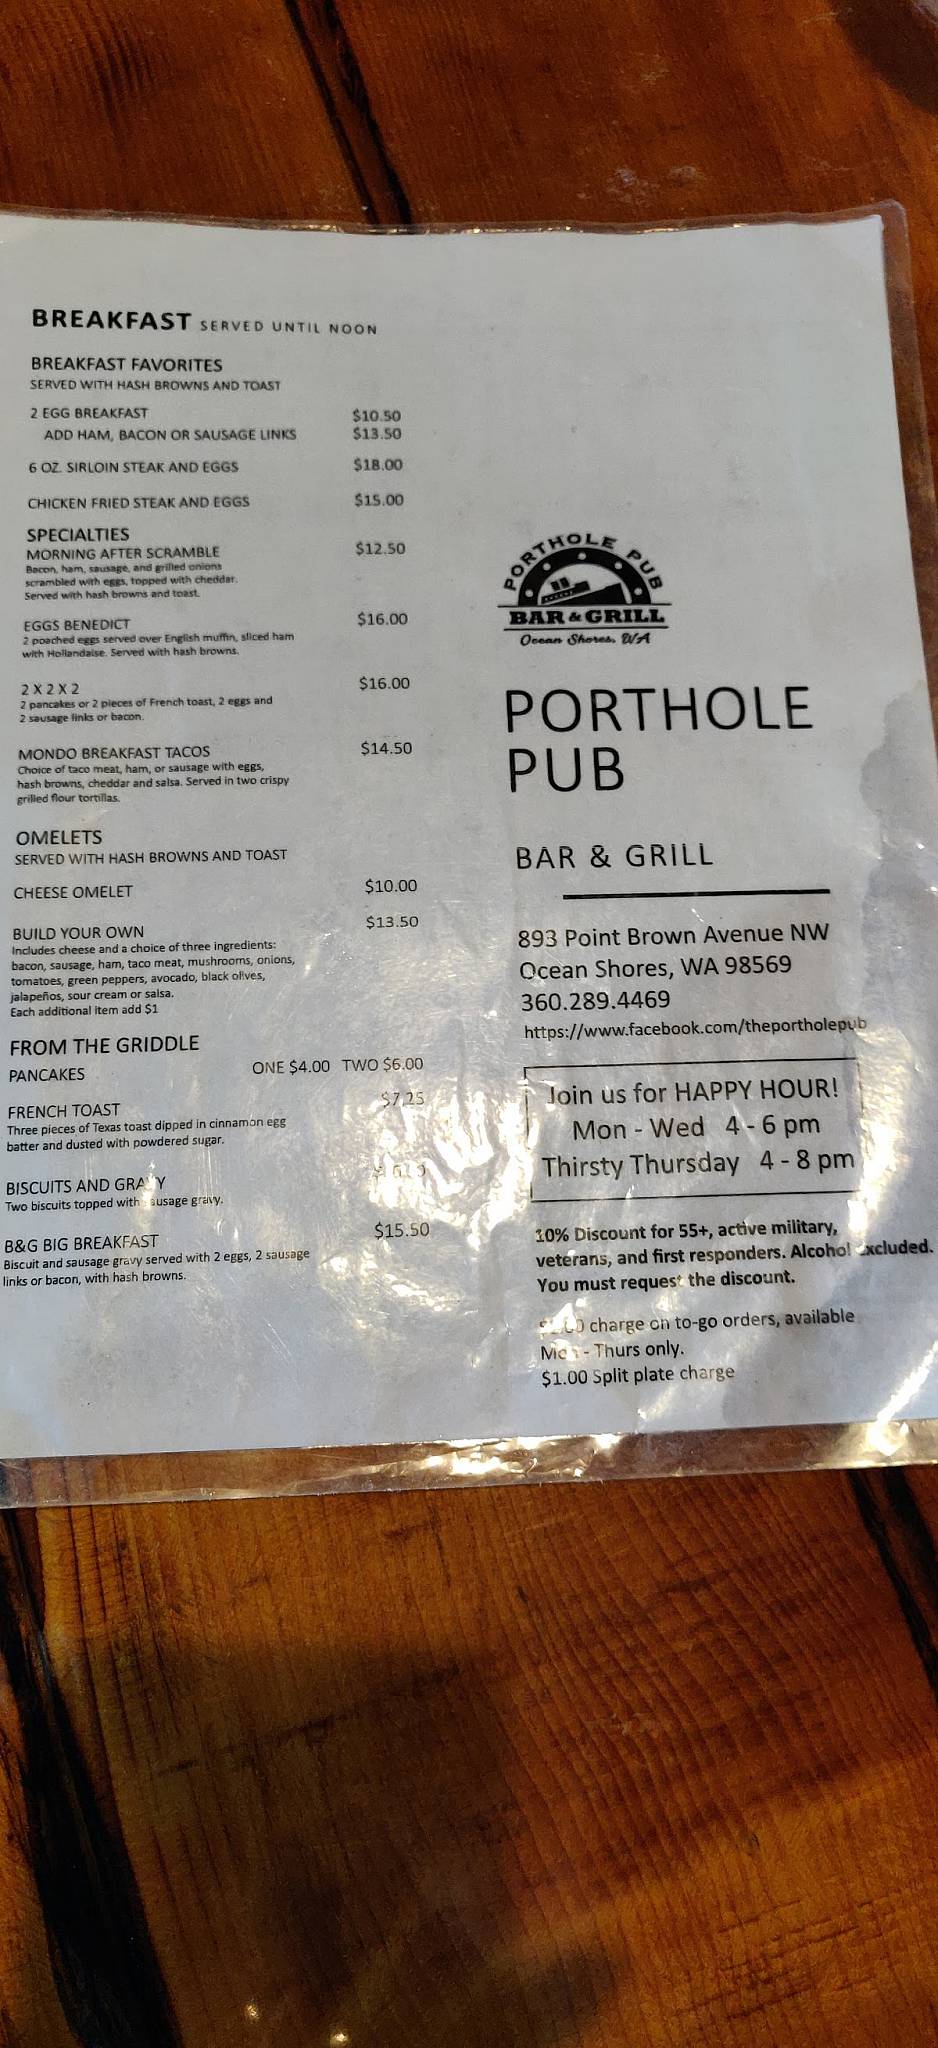 BREAKFAST SERVED UNTIL NOON
BREAKFAST FAVORITES
SERVED WITH HASH BROWNS AND TOAST
2 EGG BREAKFAST $10.50
ADD HAM, BACON OR SAUSAGE LINKS $13.50
6 OZ. SIRLOIN STEAK AND EGGS $18.00
CHICKEN FRIED STEAK AND EGGS $15.00
SPECIALTIES
MORNING AFTER SCRAMBLE $12.50
Bacon, ham, sausage, and grilled onions
scrambled with eggs, topped with cheddar.
Served with hash browns and toast.
EGGS BENEDICT $16.00
2 poached eggs served over English muffin, sliced ham
with Hollandaise. Served with hash browns.
2 X 2 X 2 $16.00
2 pancakes or 2 pieces of French toast, 2 eggs and
2 sausage links or bacon.
MONDO BREAKFAST TACOS $14.50
Choice of taco meat, ham, or sausage with eggs,
hash browns, cheddar and salsa. Served in two crispy
grilled flour tortillas.
OMELETS
SERVED WITH HASH BROWNS AND TOAST
CHEESE OMELET $10.00
BUILD YOUR OWN $13.50
Includes cheese and a choice of three ingredients:
bacon, sausage, ham, taco meat, mushrooms, onions,
tomatoes, green peppers, avocado, black olives,
jalapeños, sour cream or salsa.
Each additional item add $1
FROM THE GRIDDLE
PANCAKES ONE $4.00 TWO $6.00
FRENCH TOAST $7.25
Three pieces of Texas toast dipped in cinnamon egg
batter and dusted with powdered sugar.
BISCUITS AND GRAVY
Two biscuits topped with sausage gravy.
B&G BIG BREAKFAST $15.50
Biscuit and sausage gravy served with 2 eggs, 2 sausage
links or bacon, with hash browns.
PORTHOLE PUB
BAR & GRILL
Ocean Shores, WA
PORTHOLE
PUB
BAR & GRILL
893 Point Brown Avenue NW
Ocean Shores, WA 98569
360.289.4469
https://www.facebook.com/theportholepub
Join us for HAPPY HOUR!
Mon - Wed 4 - 6 pm
Thirsty Thursday 4 - 8 pm
10% Discount for 55+, active military,
veterans, and first responders. Alcohol excluded.
You must request the discount.
charge on to-go orders, available
Mon - Thurs only.
$1.00 Split plate charge